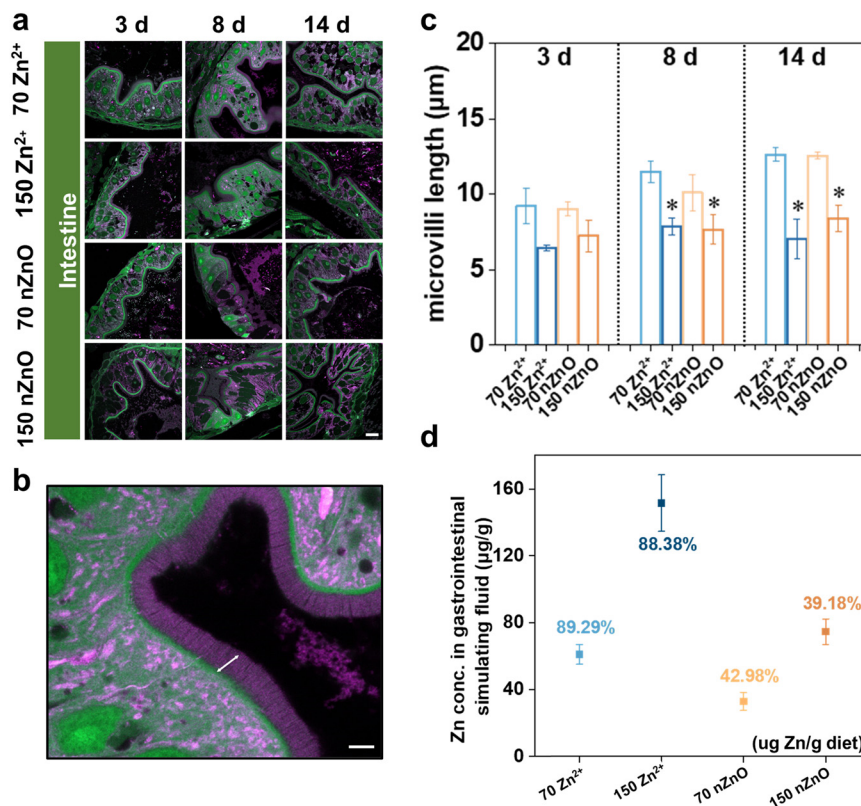 a
3 d 8 d 14 d
Intestine
70 Zn²⁺
150 Zn²⁺
70 nZnO
150 nZnO
b
c
microvilli length (μm)
20
15
10
5
0
3 d 8 d 14 d
* * * *
70 Zn²⁺ 150 Zn²⁺ 70 nZnO 150 nZnO 70 Zn²⁺ 150 Zn²⁺ 70 nZnO 150 nZnO 70 Zn²⁺ 150 Zn²⁺ 70 nZnO 150 nZnO
d
Zn conc. in gastrointestinal
simulating fluid (μg/g)
160
120
80
40
0
89.29%
88.38%
42.98%
39.18%
(ug Zn/g diet)
70 Zn²⁺ 150 Zn²⁺ 70 nZnO 150 nZnO